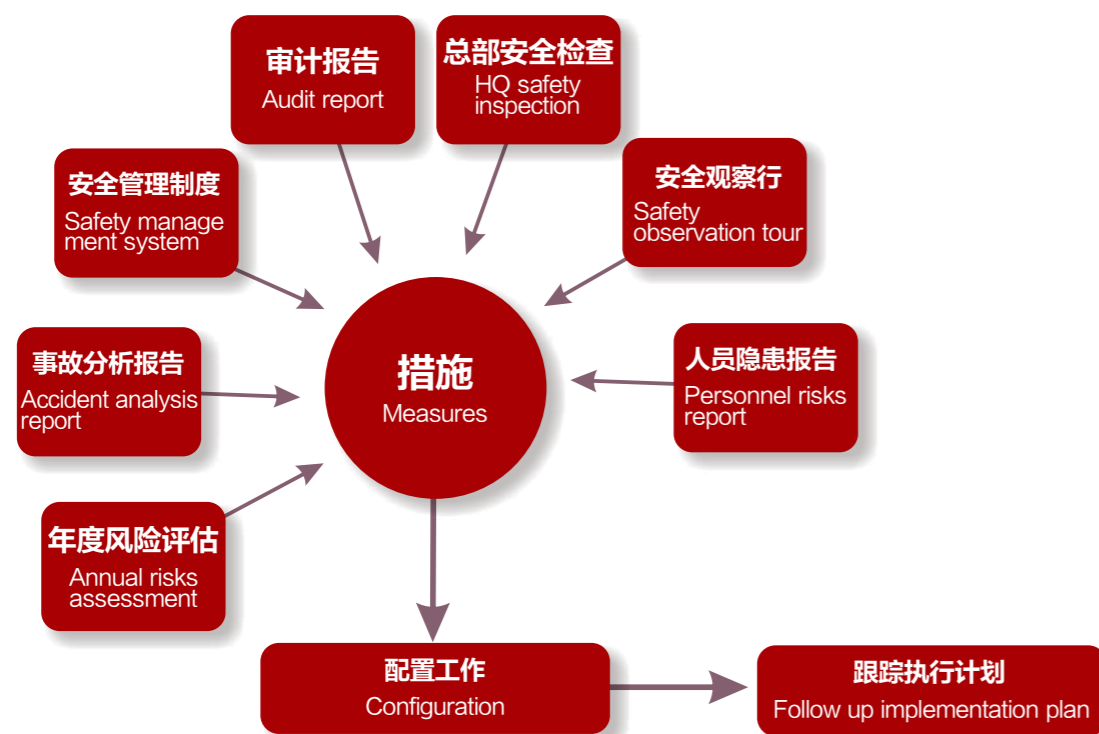 审计报告
Audit report
总部安全检查
HQ safety
inspection
安全管理制度
Safety manage
ment system
安全观察行
Safety
observation tour
事故分析报告
Accident analysis
report
措施
Measures
人员隐患报告
Personnel risks
report
年度风险评估
Annual risks
assessment
配置工作
Configuration
跟踪执行计划
Follow up implementation plan